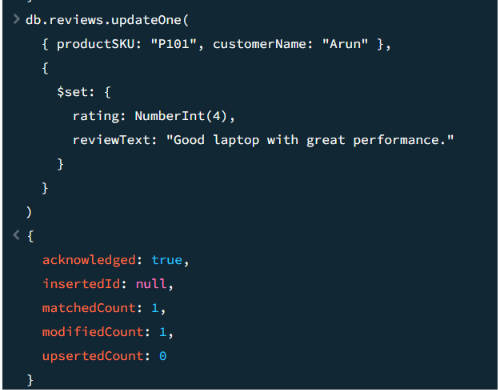 > db.reviews.updateOne(
{ productSKU: "P101", customerName: "Arun" },
{
$set: {
rating: NumberInt(4),
reviewText: "Good laptop with great performance."
}
}
)
< {
acknowledged: true,
insertedId: null,
matchedCount: 1,
modifiedCount: 1,
upsertedCount: 0
}